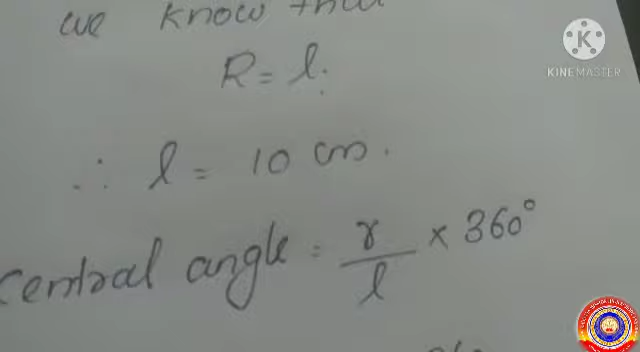 we know that
R = l.
∴ l = 10 cm.
central angle = r/l × 360°
KINEMASTER